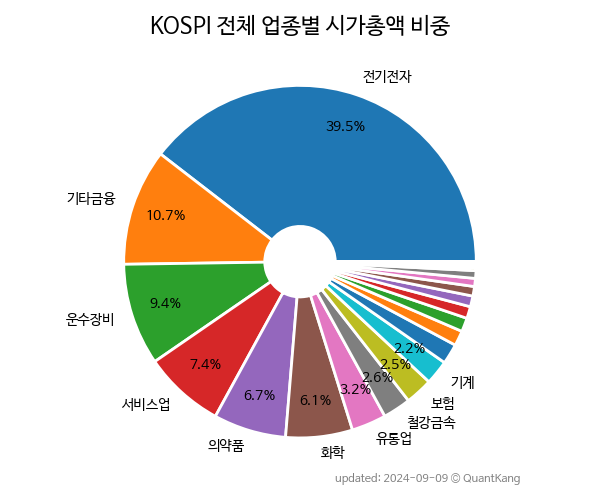 KOSPI 전체 업종별 시가총액 비중
전기전자
39.5%
기타금융
10.7%
운수장비
9.4%
서비스업
7.4%
의약품
6.7%
화학
6.1%
유통업
3.2%
철강금속
2.6%
보험
2.5%
기계
2.2%
updated: 2024-09-09 © QuantKang